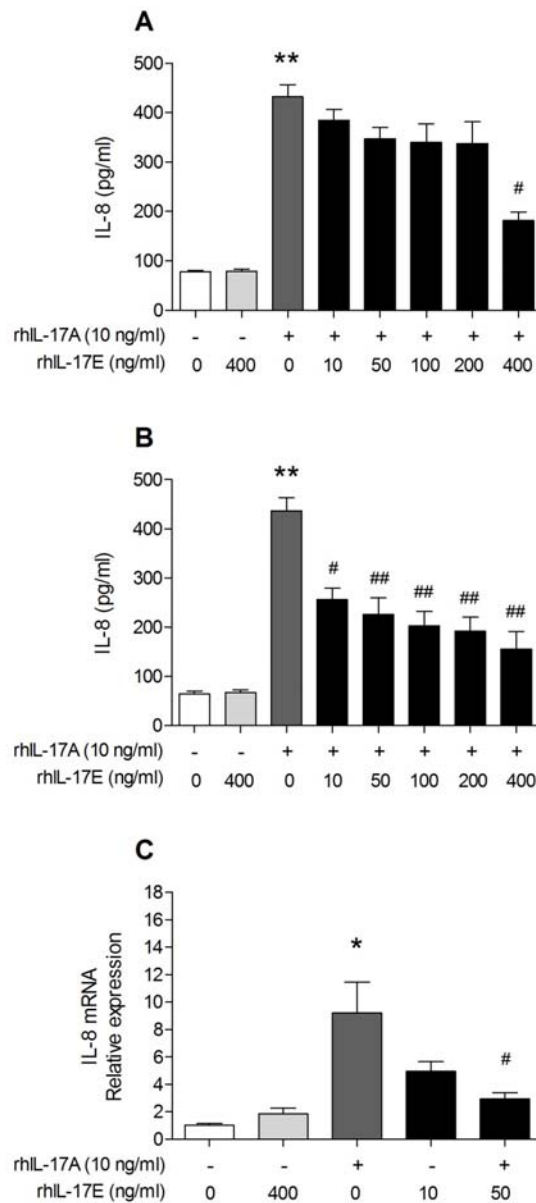 A
**
#
500
400
300
200
100
0
IL-8 (pg/ml)
rhIL-17A (10 ng/ml) - - + + + + + +
rhIL-17E (ng/ml) 0 400 0 10 50 100 200 400
B
**
# ## ## ## ##
500
400
300
200
100
0
IL-8 (pg/ml)
rhIL-17A (10 ng/ml) - - + + + + + +
rhIL-17E (ng/ml) 0 400 0 10 50 100 200 400
C
*
#
18
16
14
12
10
8
6
4
2
0
IL-8 mRNA
Relative expression
rhIL-17A (10 ng/ml) - - + - +
rhIL-17E (ng/ml) 0 400 0 10 50